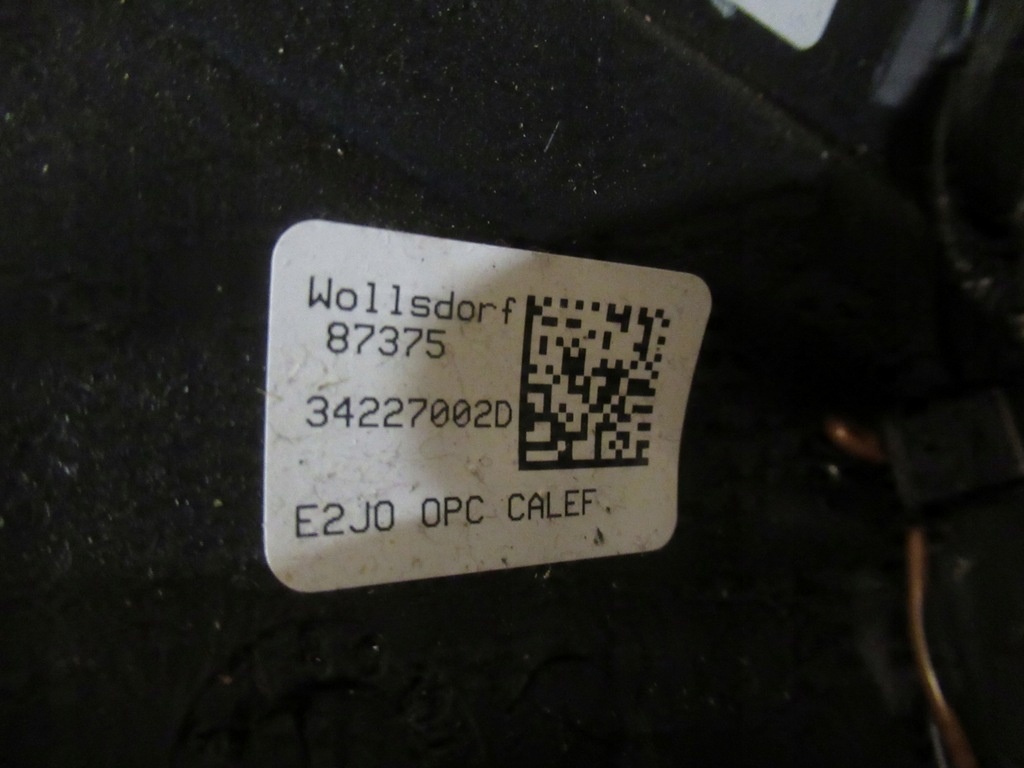 Wollsdorf
87375
34227002D
E2J0 OPC CALEF.